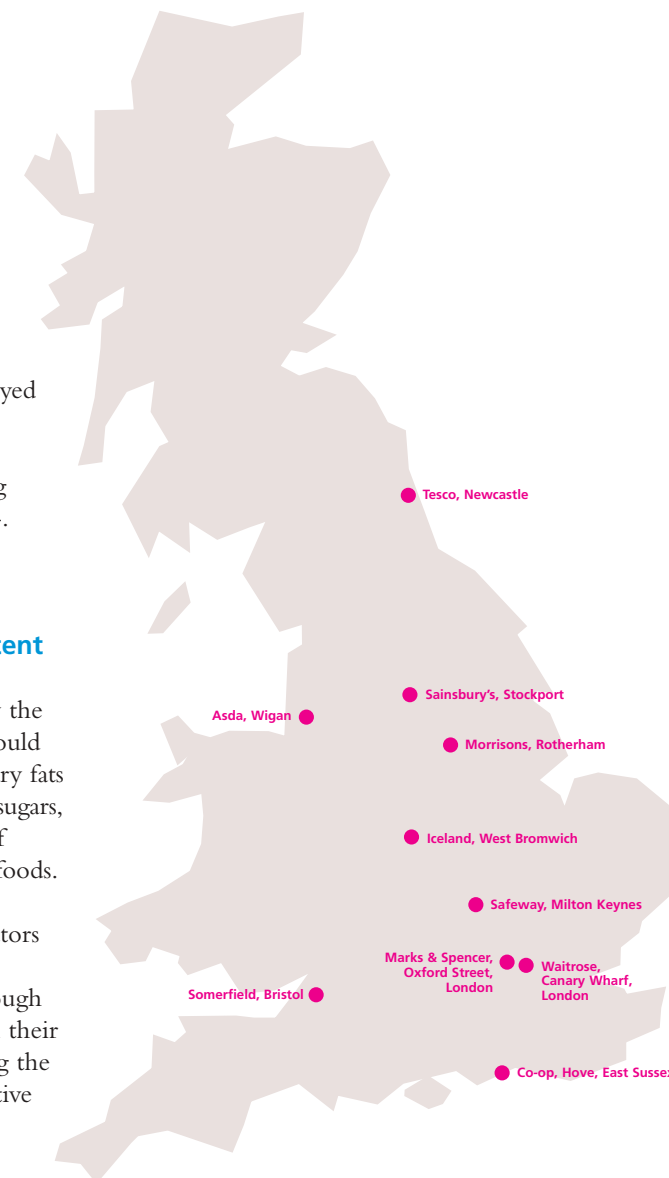 yed
g
.
tent
the
ould
ry fats
sugars,
f
foods.
tors
ough
their
g the
tive
Tesco, Newcastle
Sainsbury's, Stockport
Asda, Wigan
Morrisons, Rotherham
Iceland, West Bromwich
Safeway, Milton Keynes
Marks & Spencer,
Oxford Street,
London
Waitrose,
Canary Wharf,
London
Somerfield, Bristol
Co-op, Hove, East Susse